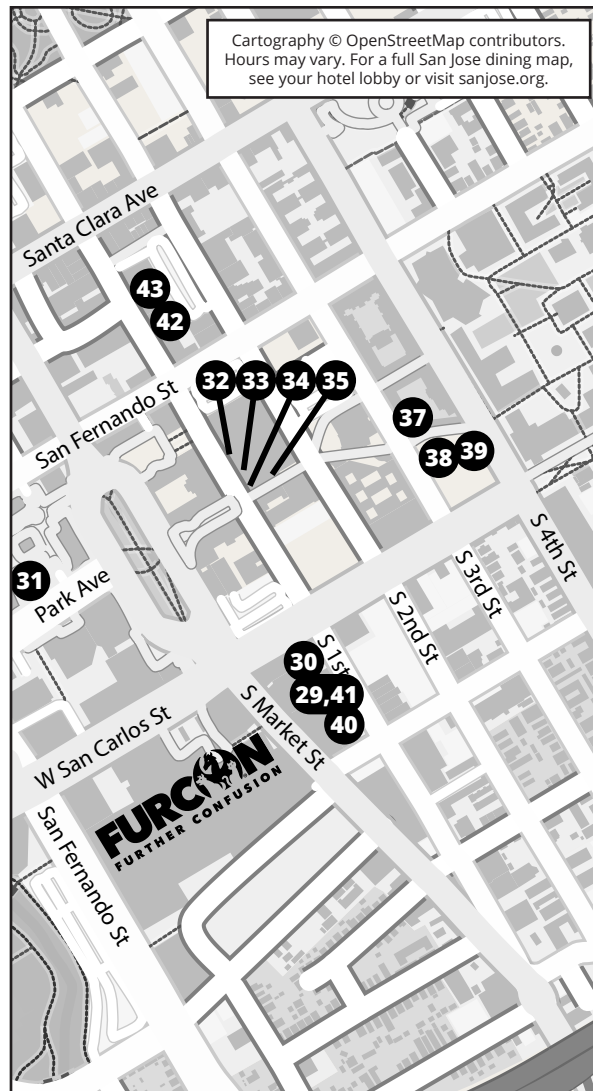 Cartography © OpenStreetMap contributors.
Hours may vary. For a full San Jose dining map,
see your hotel lobby or visit sanjose.org.
Santa Clara Ave
43
42
San Fernando St
32
33
34
35
37
38
39
31
Park Ave
S 4th St
S 3rd St
S 2nd St
S 1st
30
29,41
40
S Market St
W San Carlos St
FURCON
FURTHER CONFUSION
San Fernando St